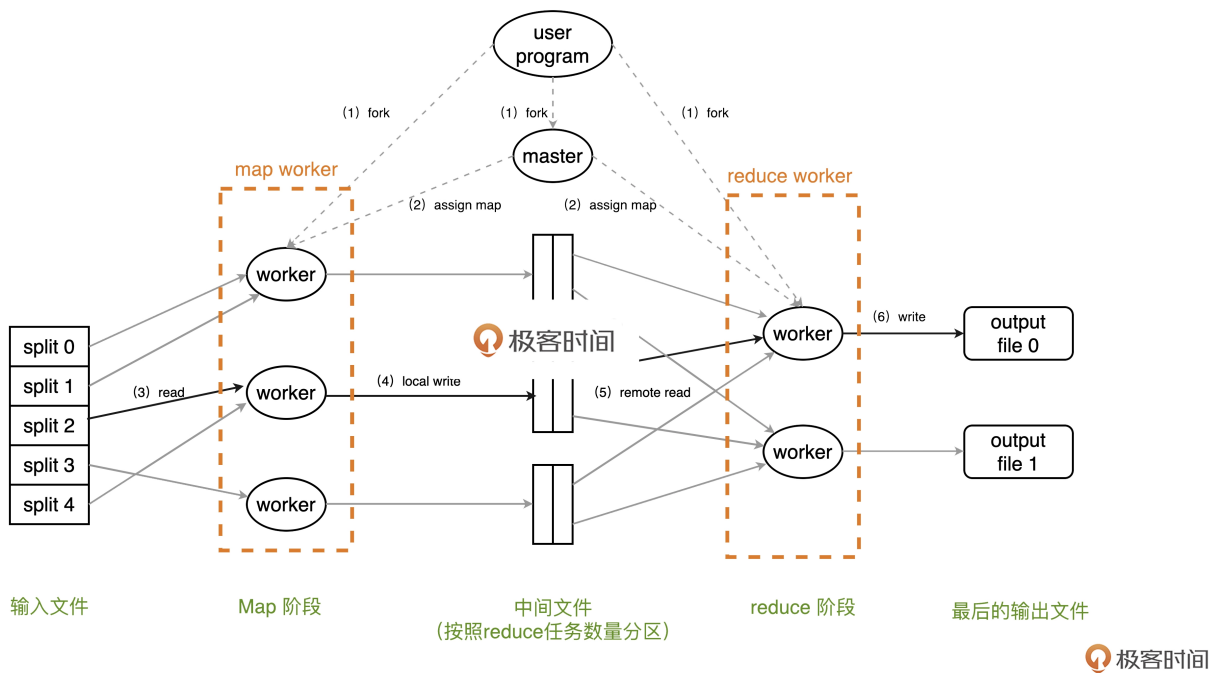 user
program
（1）fork
（1）fork
（1）fork
master
map worker
reduce worker
（2）assign map
（2）assign map
worker
worker
worker
split 0
split 1
split 2
split 3
split 4
（3）read
（4）local write
极客时间
（5）remote read
worker
worker
（6）write
output
file 0
output
file 1
输入文件
Map 阶段
中间文件
（按照reduce任务数量分区）
reduce 阶段
最后的输出文件
极客时间